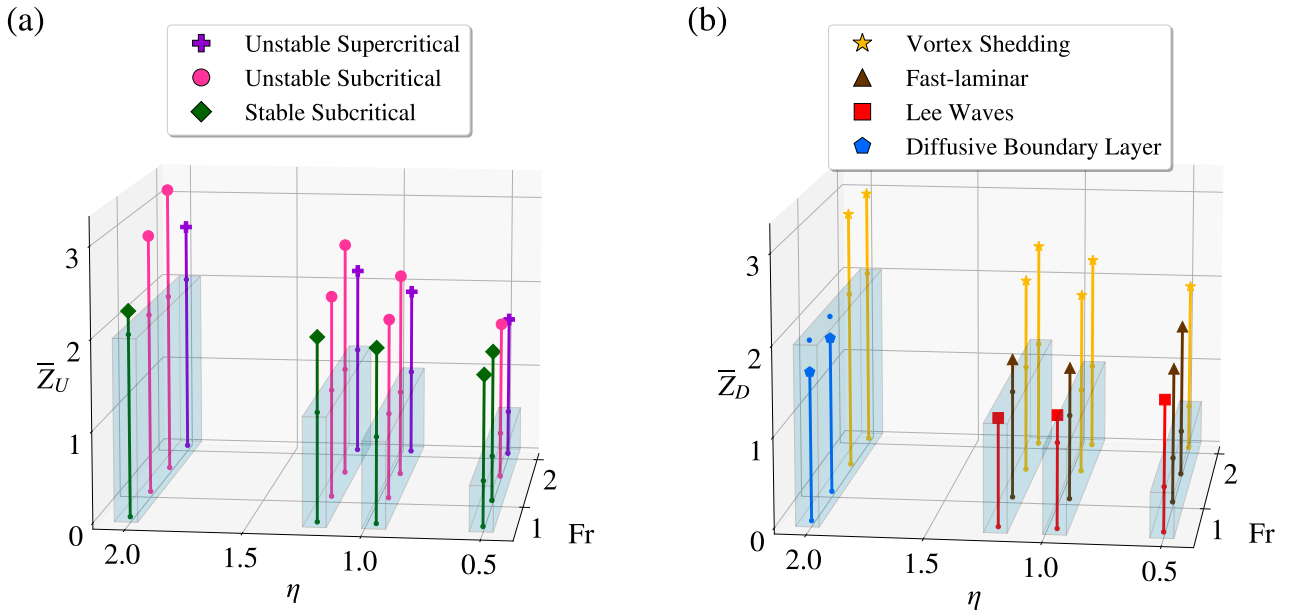 (a)
Unstable Supercritical
Unstable Subcritical
Stable Subcritical
3
2
1
0
Z̅_U
2.0
1.5
1.0
0.5
η
1
2
Fr
(b)
Vortex Shedding
Fast-laminar
Lee Waves
Diffusive Boundary Layer
3
2
1
0
Z̅_D
2.0
1.5
1.0
0.5
η
1
2
Fr